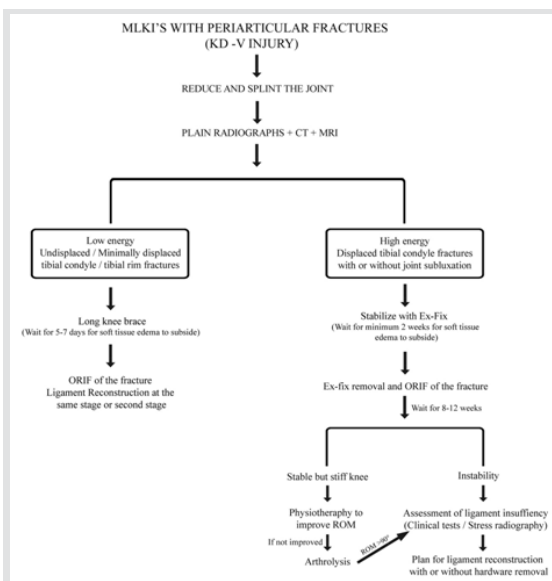 MLKI'S WITH PERIARTICULAR FRACTURES
(KD -V INJURY)
REDUCE AND SPLINT THE JOINT
PLAIN RADIOGRAPHS + CT + MRI
Low energy
Undisplaced / Minimally displaced
tibial condyle / tibial rim fractures
Long knee brace
(Wait for 5-7 days for soft tissue edema to subside)
ORIF of the fracture
Ligament Reconstruction at the
same stage or second stage
High energy
Displaced tibial condyle fractures
with or without joint subluxation
Stabilize with Ex-Fix
(Wait for minimum 2 weeks for soft tissue
edema to subside)
Ex-fix removal and ORIF of the fracture
Wait for 8-12 weeks
Stable but stiff knee
Physiotheraphy to
improve ROM
If not improved
Arthrolysis
ROM >90°
Instability
Assessment of ligament insuffiency
(Clinical tests / Stress radiography)
Plan for ligament reconstruction
with or without hardware removal